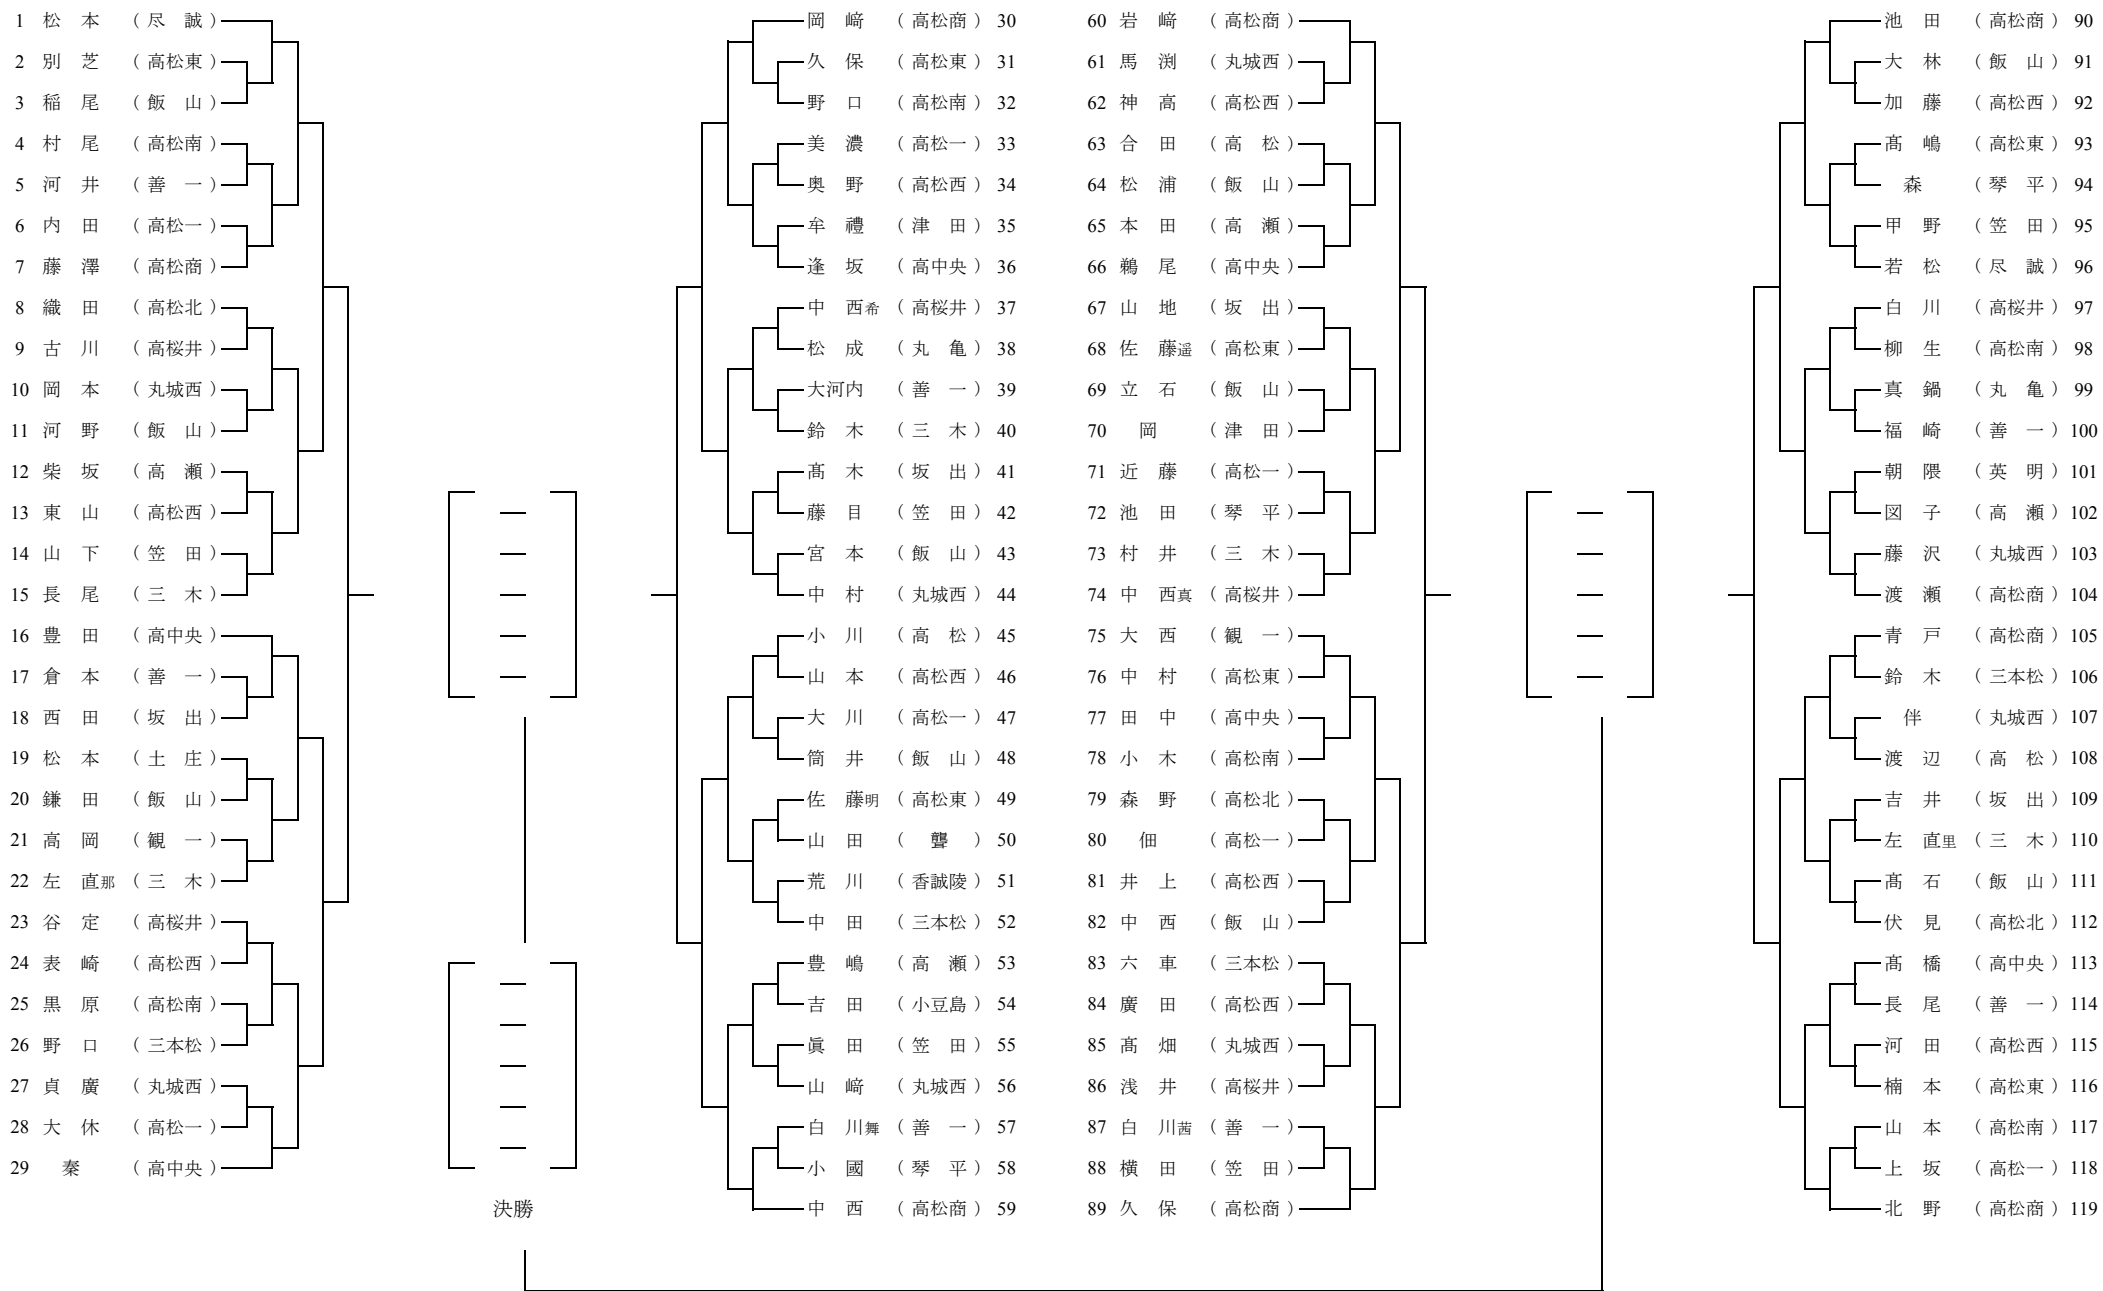 1 松 本 （ 尽 誠 ）
2 別 芝 （ 高松東 ）
3 稲 尾 （ 飯 山 ）
4 村 尾 （ 高松南 ）
5 河 井 （ 善 一 ）
6 内 田 （ 高松一 ）
7 藤 澤 （ 高松商 ）
8 織 田 （ 高松北 ）
9 古 川 （ 高桜井 ）
10 岡 本 （ 丸城西 ）
11 河 野 （ 飯 山 ）
12 柴 坂 （ 高 瀬 ）
13 東 山 （ 高松西 ）
14 山 下 （ 笠 田 ）
15 長 尾 （ 三 木 ）
16 豊 田 （ 高中央 ）
17 倉 本 （ 善 一 ）
18 西 田 （ 坂 出 ）
19 松 本 （ 土 庄 ）
20 鎌 田 （ 飯 山 ）
21 高 岡 （ 観 一 ）
22 左 直那 （ 三 木 ）
23 谷 定 （ 高桜井 ）
24 表 崎 （ 高松西 ）
25 黒 原 （ 高松南 ）
26 野 口 （ 三本松 ）
27 貞 廣 （ 丸城西 ）
28 大 休 （ 高松一 ）
29 秦 （ 高中央 ）
決勝
岡 﨑 （ 高松商 ） 30
久 保 （ 高松東 ） 31
野 口 （ 高松南 ） 32
美 濃 （ 高松一 ） 33
奥 野 （ 高松西 ） 34
牟 禮 （ 津 田 ） 35
逢 坂 （ 高中央 ） 36
中 西希 （ 高桜井 ） 37
松 成 （ 丸 亀 ） 38
大河内 （ 善 一 ） 39
鈴 木 （ 三 木 ） 40
髙 木 （ 坂 出 ） 41
藤 目 （ 笠 田 ） 42
宮 本 （ 飯 山 ） 43
中 村 （ 丸城西 ） 44
小 川 （ 高 松 ） 45
山 本 （ 高松西 ） 46
大 川 （ 高松一 ） 47
筒 井 （ 飯 山 ） 48
佐 藤明 （ 高松東 ） 49
山 田 （ 聾 ） 50
荒 川 （ 香誠陵 ） 51
中 田 （ 三本松 ） 52
豊 嶋 （ 高 瀬 ） 53
吉 田 （ 小豆島 ） 54
眞 田 （ 笠 田 ） 55
山 﨑 （ 丸城西 ） 56
白 川舞 （ 善 一 ） 57
小 國 （ 琴 平 ） 58
中 西 （ 高松商 ） 59
60 岩 﨑 （ 高松商 ）
61 馬 渕 （ 丸城西 ）
62 神 高 （ 高松西 ）
63 合 田 （ 高 松 ）
64 松 浦 （ 飯 山 ）
65 本 田 （ 高 瀬 ）
66 鵜 尾 （ 高中央 ）
67 山 地 （ 坂 出 ）
68 佐 藤遥 （ 高松東 ）
69 立 石 （ 飯 山 ）
70 岡 （ 津 田 ）
71 近 藤 （ 高松一 ）
72 池 田 （ 琴 平 ）
73 村 井 （ 三 木 ）
74 中 西真 （ 高桜井 ）
75 大 西 （ 観 一 ）
76 中 村 （ 高松東 ）
77 田 中 （ 高中央 ）
78 小 木 （ 高松南 ）
79 森 野 （ 高松北 ）
80 佃 （ 高松一 ）
81 井 上 （ 高松西 ）
82 中 西 （ 飯 山 ）
83 六 車 （ 三本松 ）
84 廣 田 （ 高松西 ）
85 髙 畑 （ 丸城西 ）
86 浅 井 （ 高桜井 ）
87 白 川茜 （ 善 一 ）
88 横 田 （ 笠 田 ）
89 久 保 （ 高松商 ）
池 田 （ 高松商 ） 90
大 林 （ 飯 山 ） 91
加 藤 （ 高松西 ） 92
髙 嶋 （ 高松東 ） 93
森 （ 琴 平 ） 94
甲 野 （ 笠 田 ） 95
若 松 （ 尽 誠 ） 96
白 川 （ 高桜井 ） 97
柳 生 （ 高松南 ） 98
真 鍋 （ 丸 亀 ） 99
福 崎 （ 善 一 ） 100
朝 隈 （ 英 明 ） 101
図 子 （ 高 瀬 ） 102
藤 沢 （ 丸城西 ） 103
渡 瀬 （ 高松商 ） 104
青 戸 （ 高松商 ） 105
鈴 木 （ 三本松 ） 106
伴 （ 丸城西 ） 107
渡 辺 （ 高 松 ） 108
吉 井 （ 坂 出 ） 109
左 直里 （ 三 木 ） 110
髙 石 （ 飯 山 ） 111
伏 見 （ 高松北 ） 112
髙 橋 （ 高中央 ） 113
長 尾 （ 善 一 ） 114
河 田 （ 高松西 ） 115
楠 本 （ 高松東 ） 116
山 本 （ 高松南 ） 117
上 坂 （ 高松一 ） 118
北 野 （ 高松商 ） 119